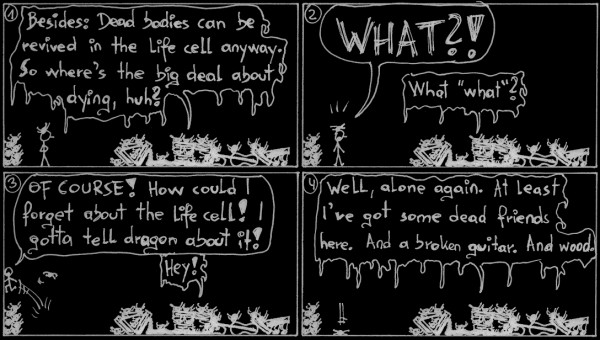 1
Besides: Dead bodies can be
revived in the Life cell anyway.
So where's the big deal about
dying, huh?
2
WHAT?!
What "what"?
3
OF COURSE! How could I
forget about the Life cell! I
gotta tell dragon about it!
Hey!
4
Well, alone again. At least
I've got some dead friends
here. And a broken guitar. And wood.